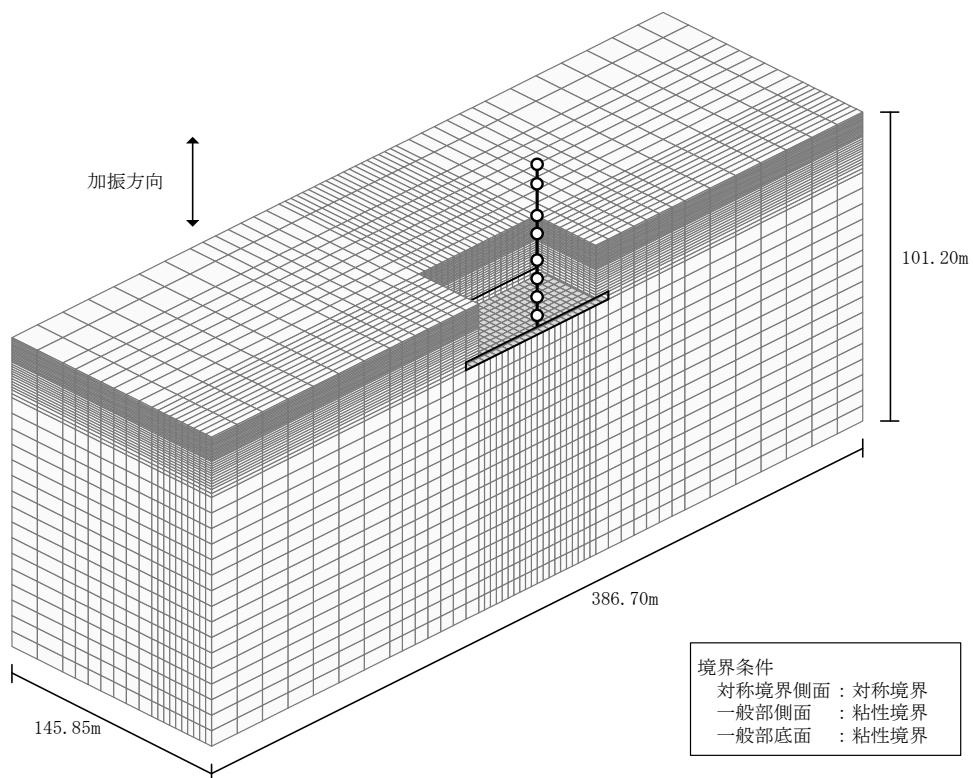 加振方向
101.20m
386.70m
145.85m
境界条件
対称境界側面 : 対称境界
一般部側面 : 粘性境界
一般部底面 : 粘性境界